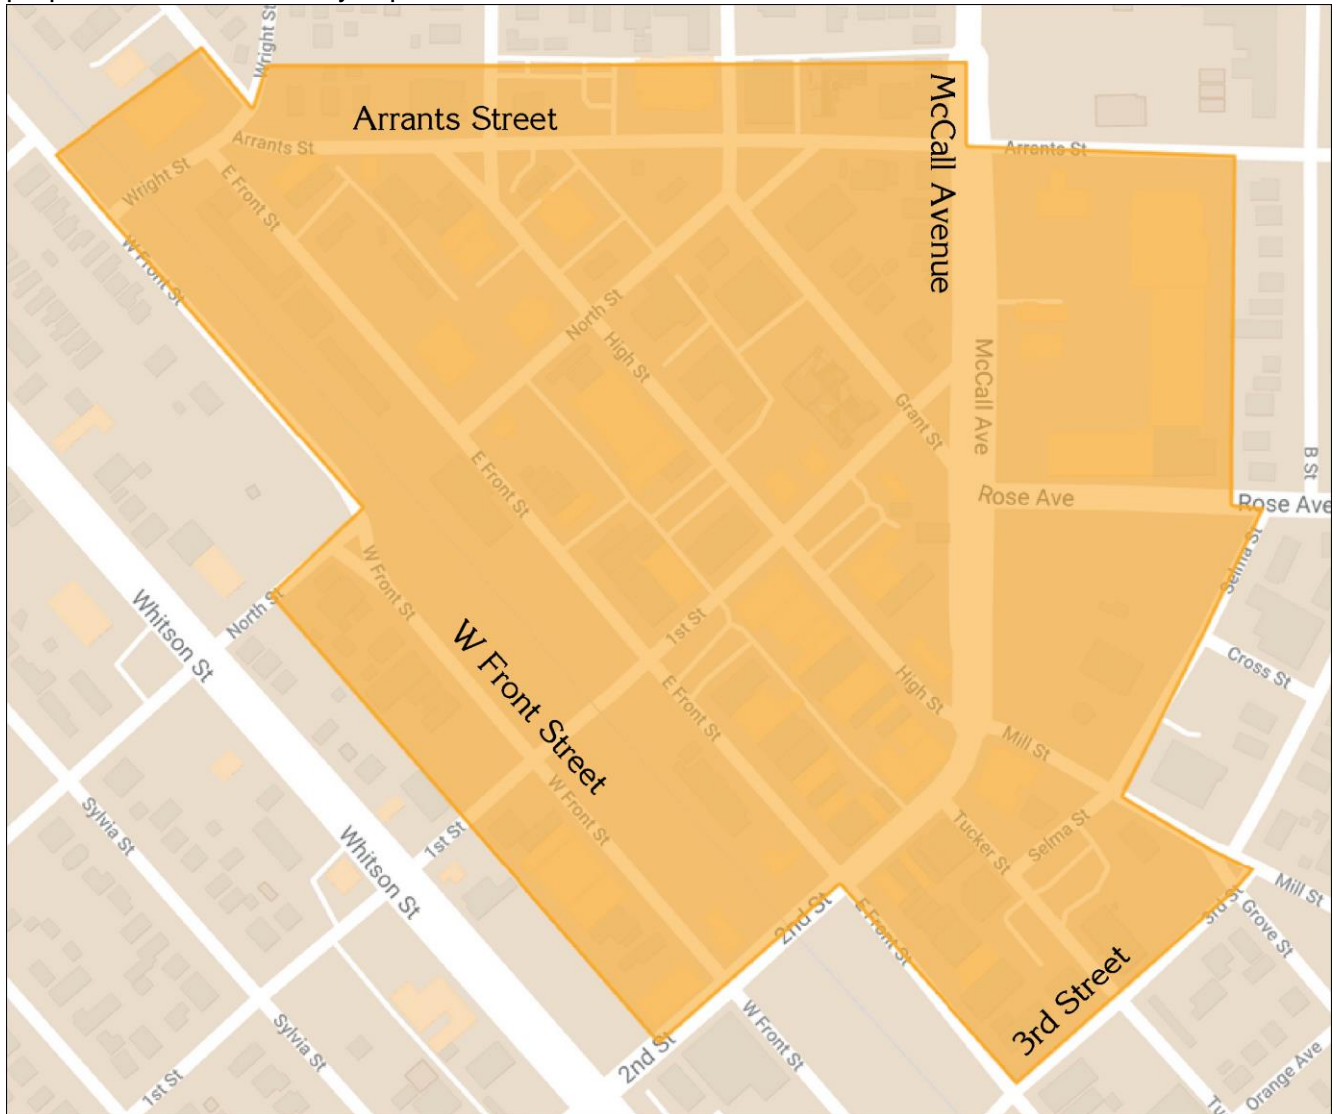 Wright St
Arrants Street
McCall Avenue
Arrants St
Arrants St
Wright St
E Front St
W Front St
North St
High St
McCall Ave
Grant St
B St
E Front St
Rose Ave
Rose Ave
W Front St
Selma St
Whitson St
North St
1st St
W Front Street
Cross St
E Front St
High St
Mill St
W Front St
Sylvia St
1st St
Whitson St
Tucker St
Selma St
Mill St
3rd St
Grove St
2nd St
E Front St
3rd Street
W Front St
2nd St
Sylvia St
1st St
Orange Ave